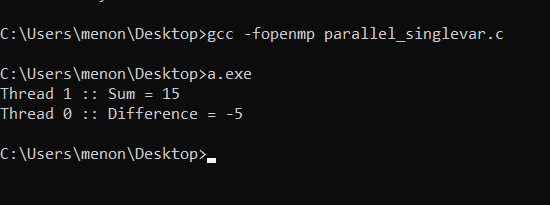 C:\Users\menon\Desktop>gcc -fopenmp parallel_singlevar.c
C:\Users\menon\Desktop>a.exe
Thread 1 :: Sum = 15
Thread 0 :: Difference = -5
C:\Users\menon\Desktop>